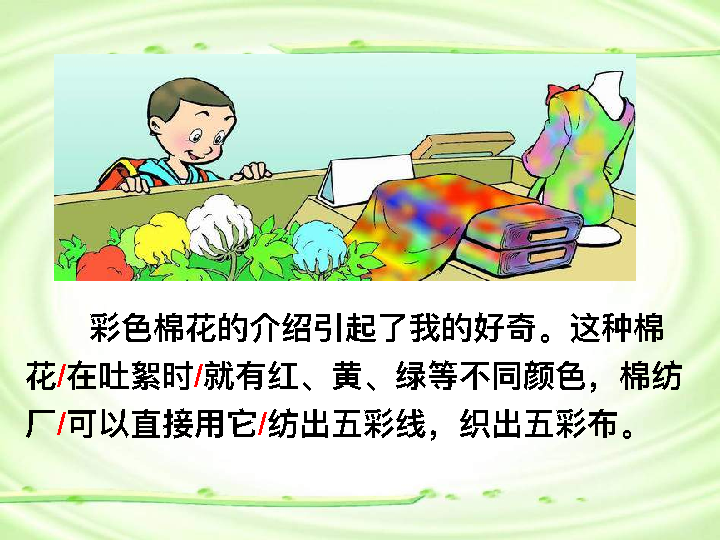 彩色棉花的介绍引起了我的好奇。这种棉
花/在吐絮时/就有红、黄、绿等不同颜色，棉纺
厂/可以直接用它/纺出五彩线，织出五彩布。